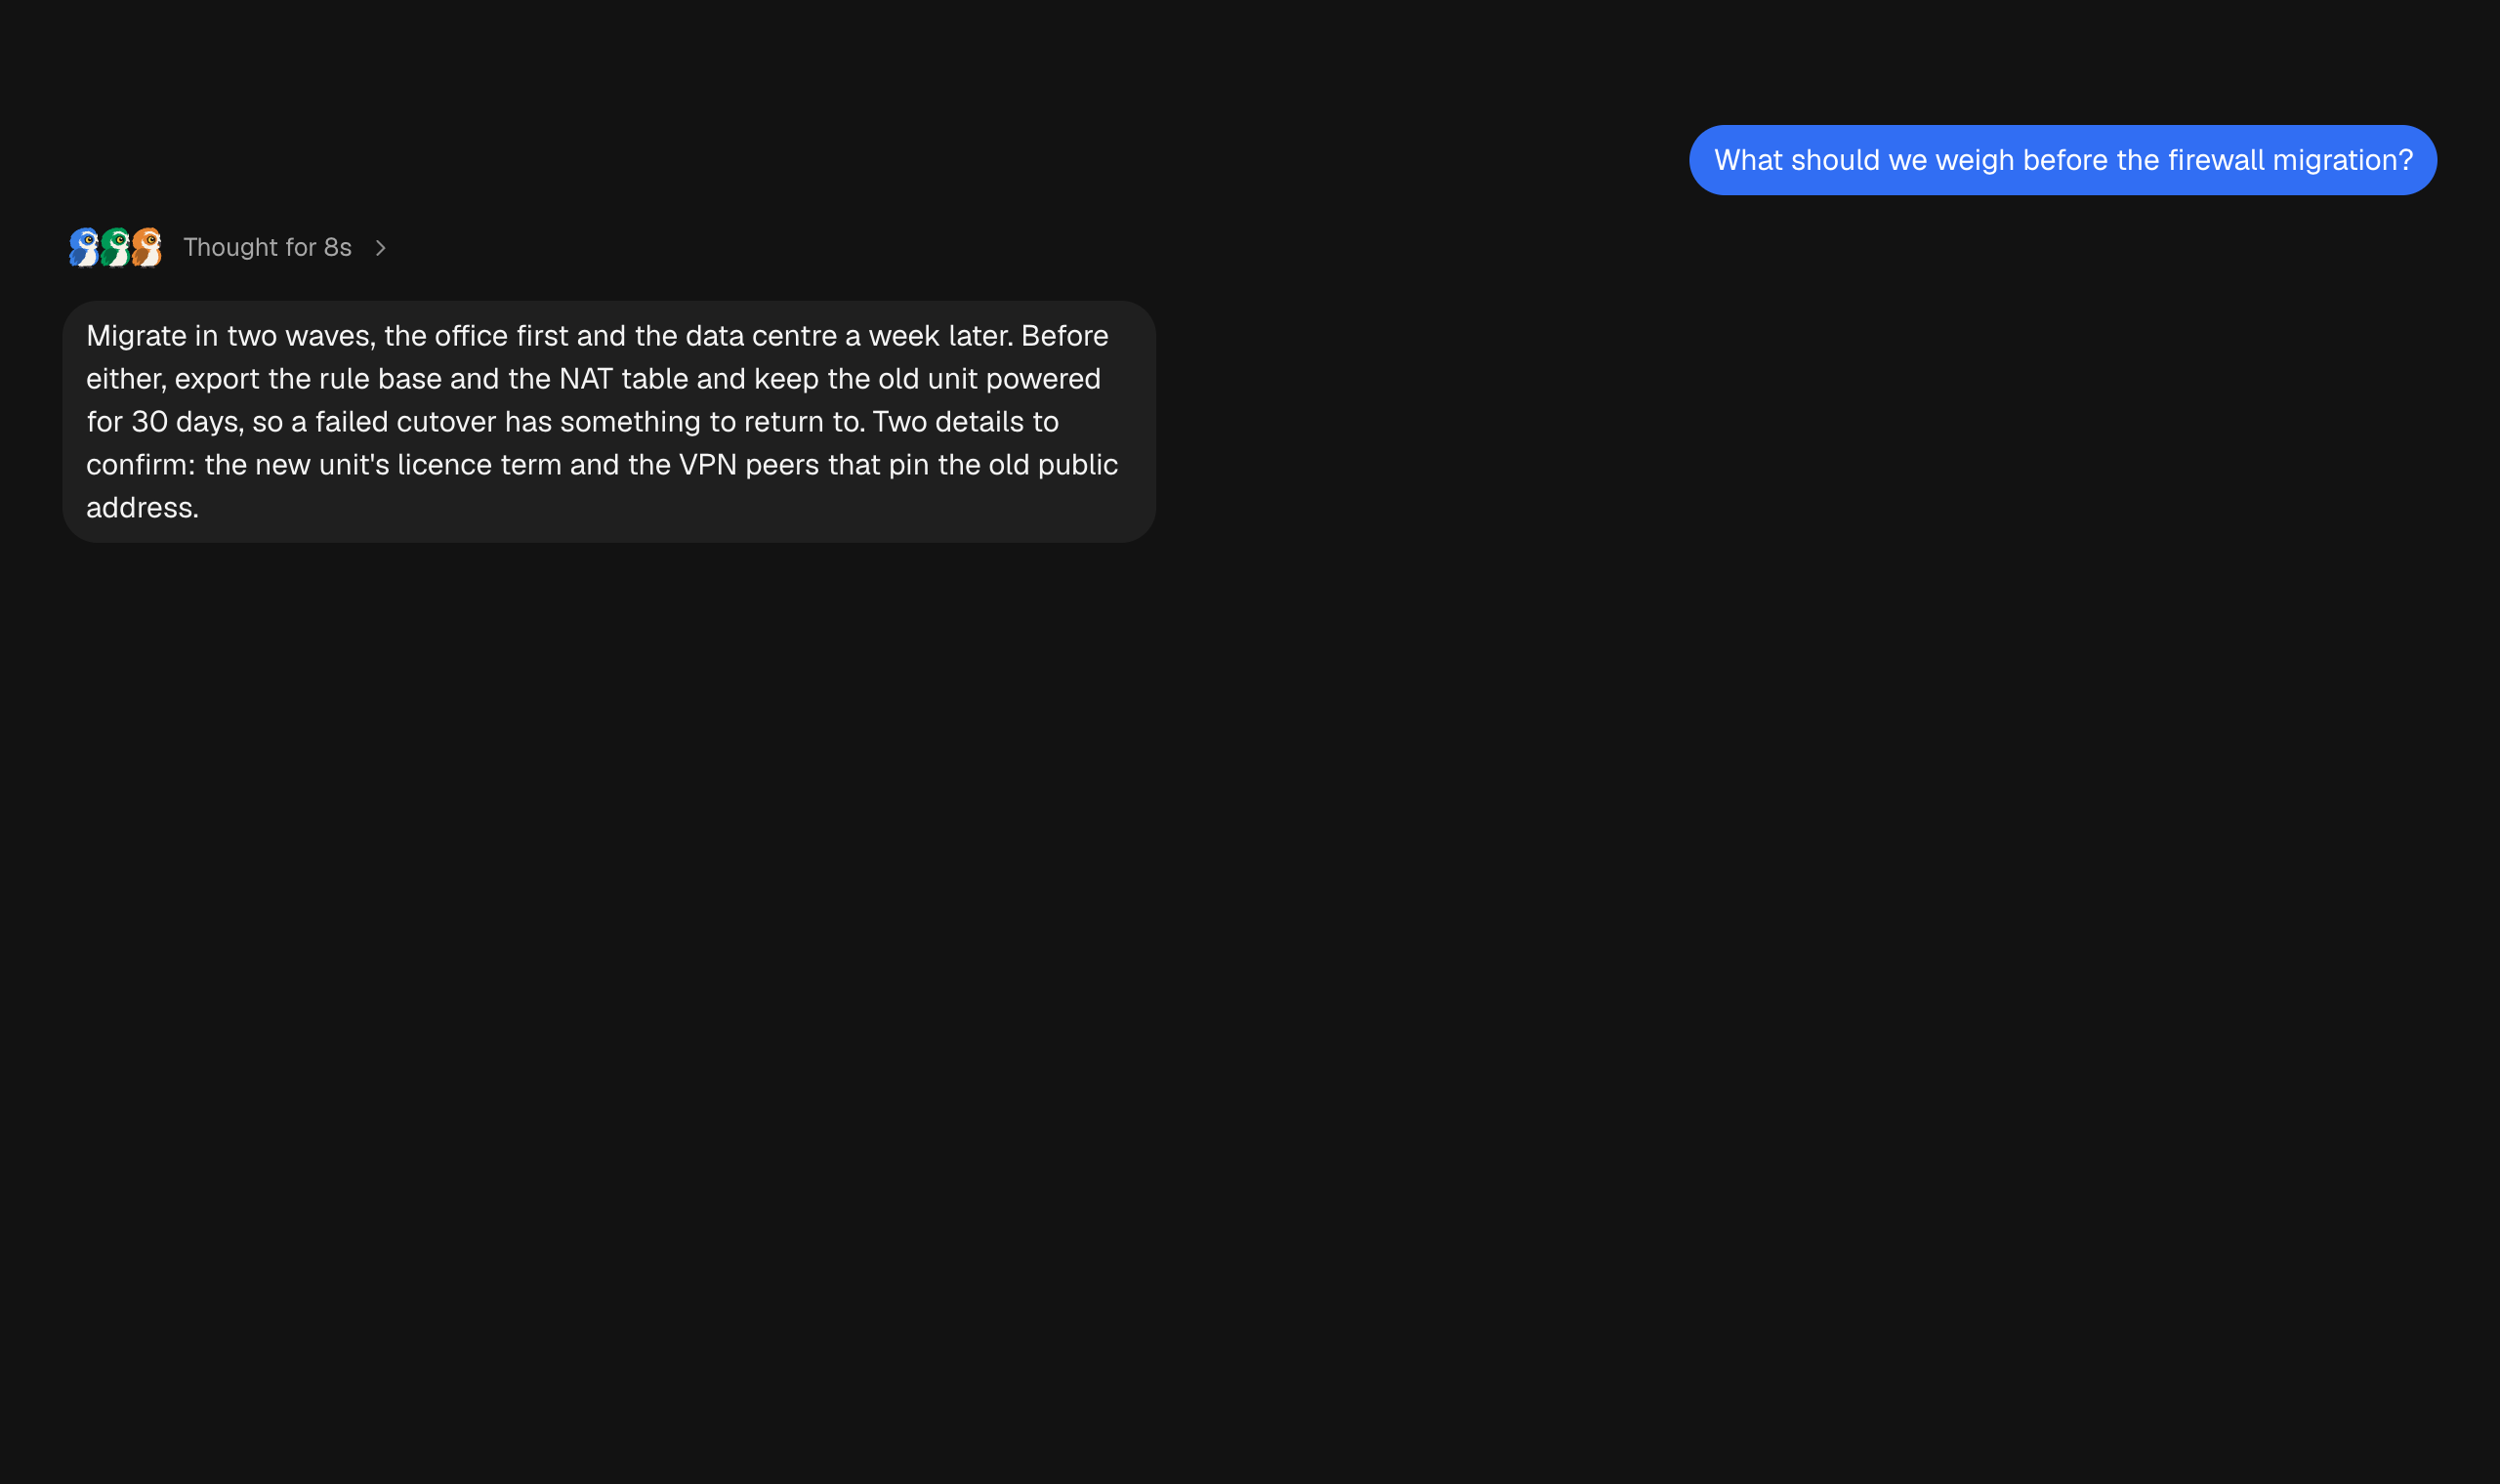 What should we weigh before the firewall migration?
Thought for 8s
Migrate in two waves, the office first and the data centre a week later. Before
either, export the rule base and the NAT table and keep the old unit powered
for 30 days, so a failed cutover has something to return to. Two details to
confirm: the new unit's licence term and the VPN peers that pin the old public
address.